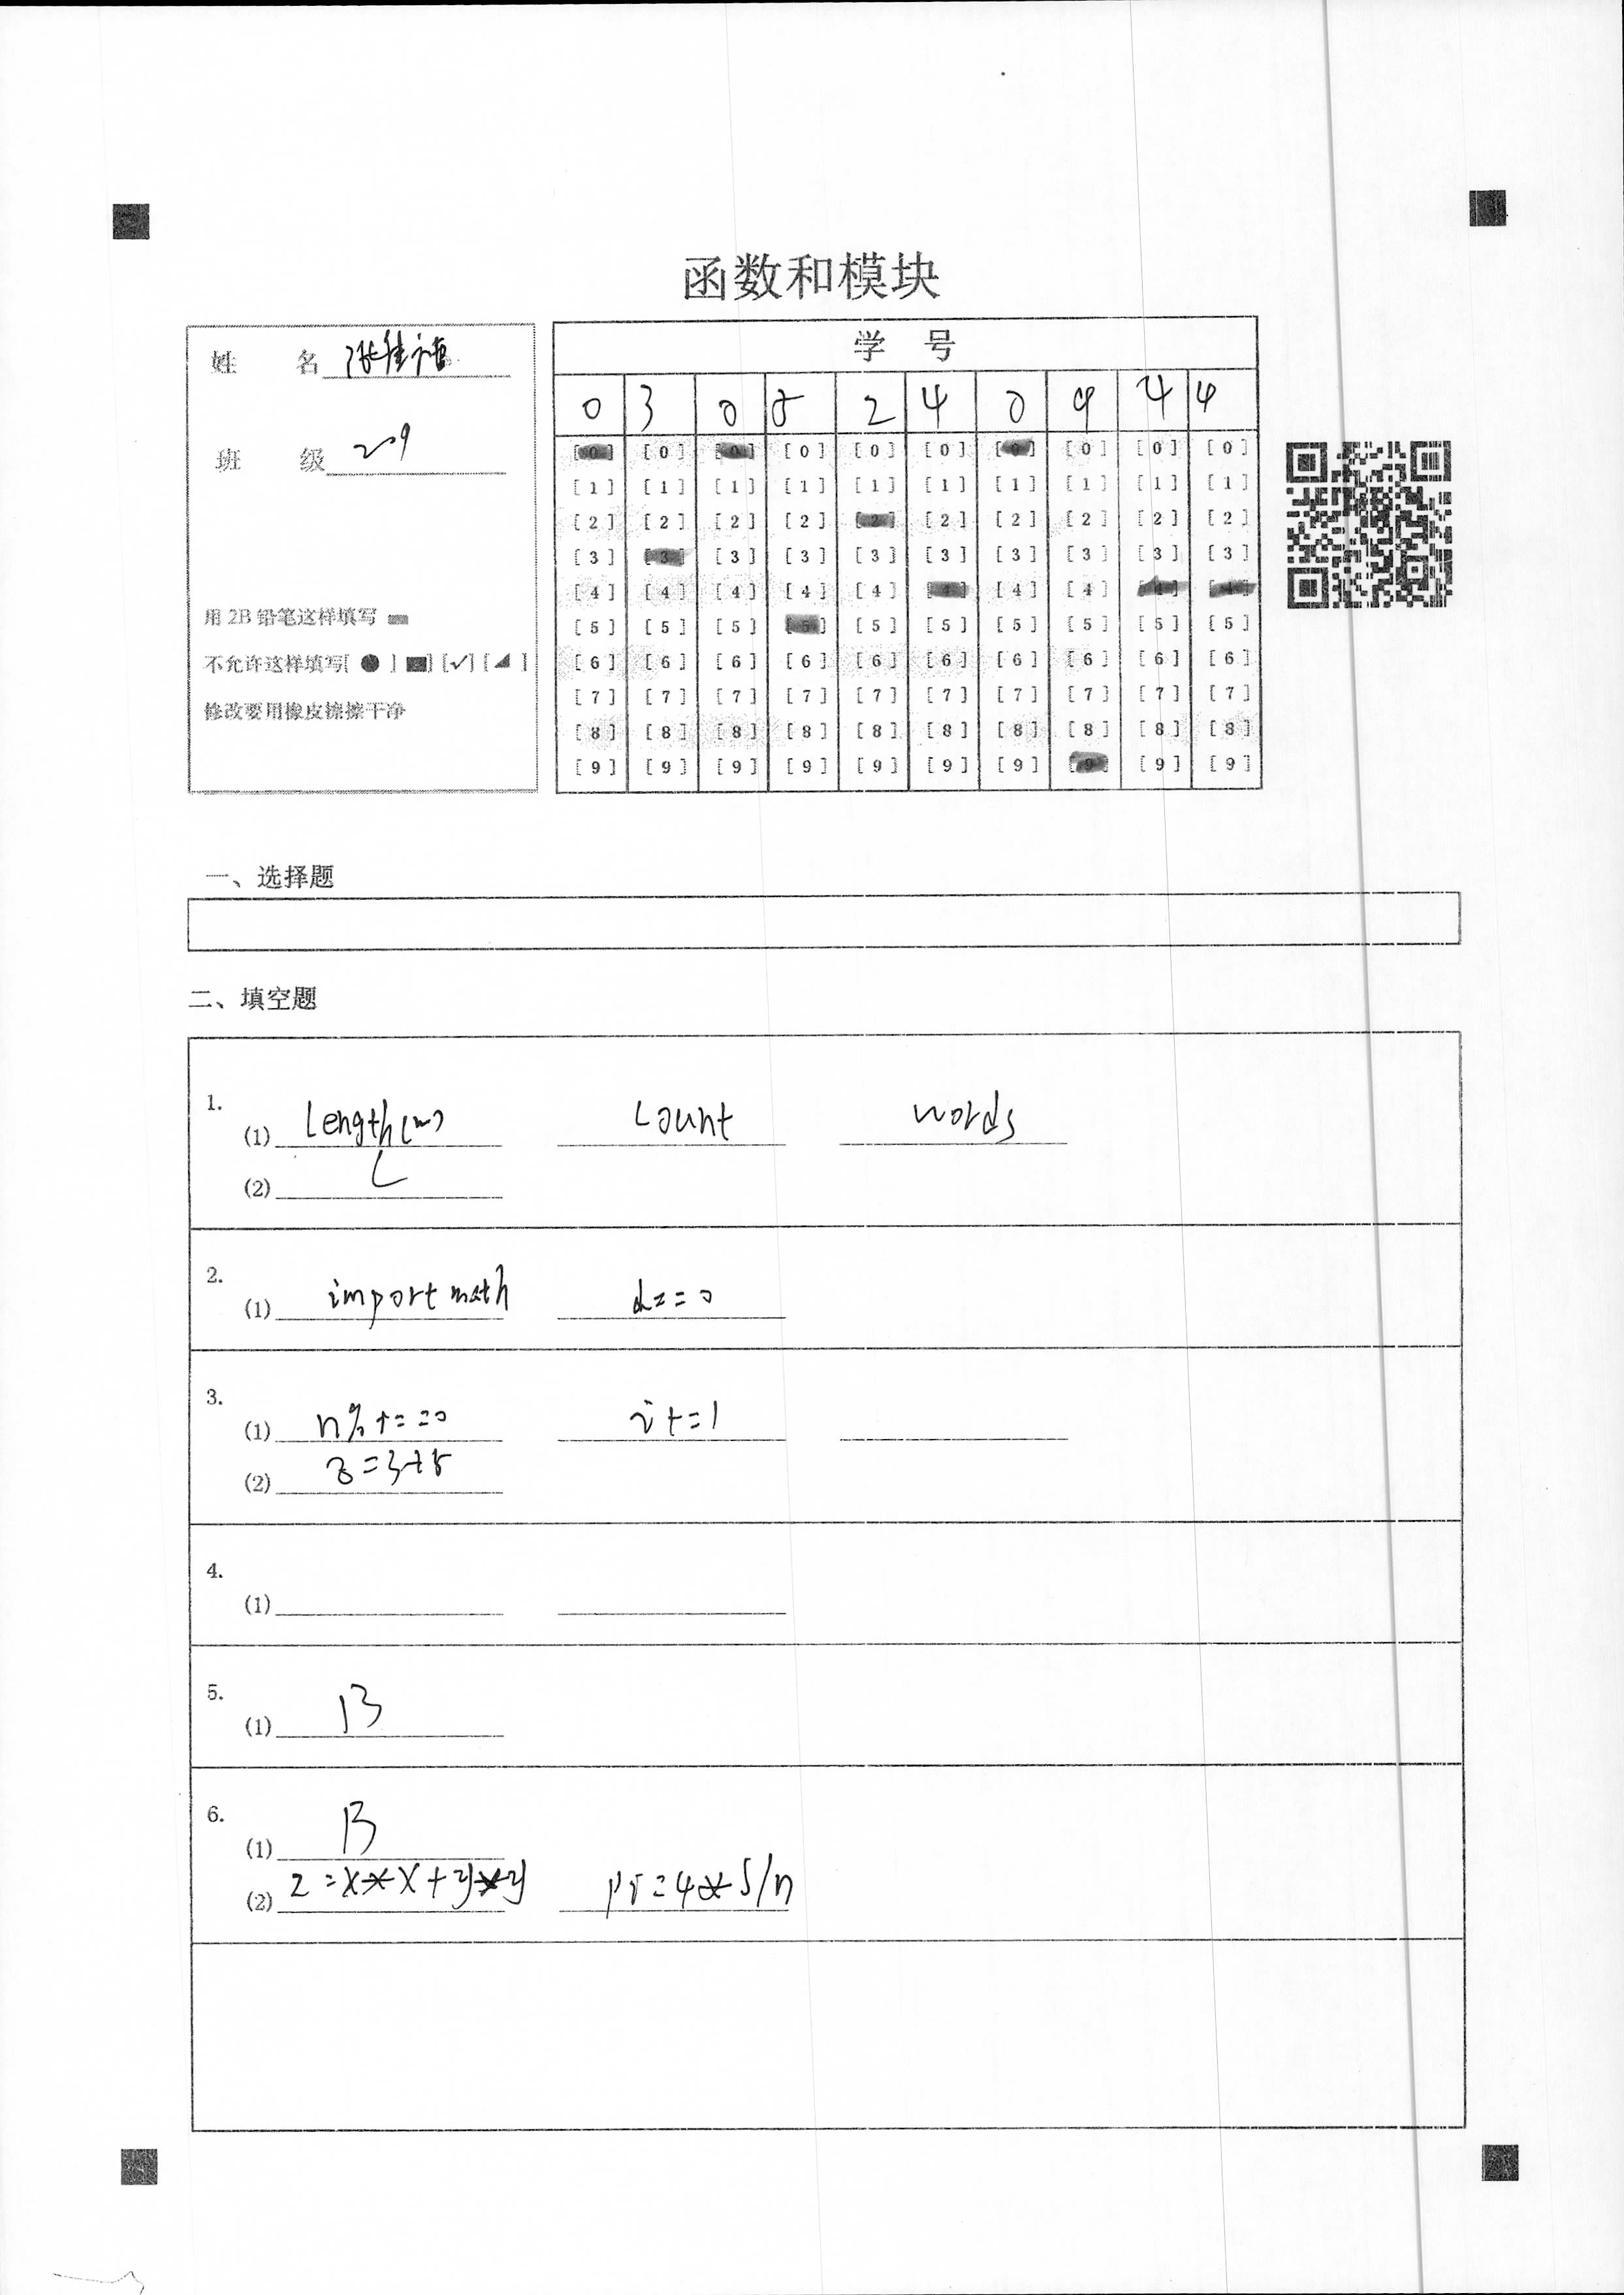 函数和模块
姓 名
班 级 209
用 2B 铅笔这样填写
不允许这样填写[ ● ] [■] [✓] [◢ ]
修改要用橡皮擦擦干净
学 号
0 3 0 5 2 4 0 9 4 4
[0] [0] [0] [0] [0] [0] [0] [0] [0] [0]
[1] [1] [1] [1] [1] [1] [1] [1] [1] [1]
[2] [2] [2] [2] [2] [2] [2] [2] [2] [2]
[3] [3] [3] [3] [3] [3] [3] [3] [3] [3]
[4] [4] [4] [4] [4] [4] [4] [4] [4] [4]
[5] [5] [5] [5] [5] [5] [5] [5] [5] [5]
[6] [6] [6] [6] [6] [6] [6] [6] [6] [6]
[7] [7] [7] [7] [7] [7] [7] [7] [7] [7]
[8] [8] [8] [8] [8] [8] [8] [8] [8] [8]
[9] [9] [9] [9] [9] [9] [9] [9] [9] [9]
一、选择题
二、填空题
1.
(1) length(w) count words
(2) C
2.
(1) import math d==0
3.
(1) n%r==0 i+=1
(2) 8=3+5
4.
(1)
5.
(1) B
6.
(1) B
(2) z=x*x+y*y pi=4*s/n